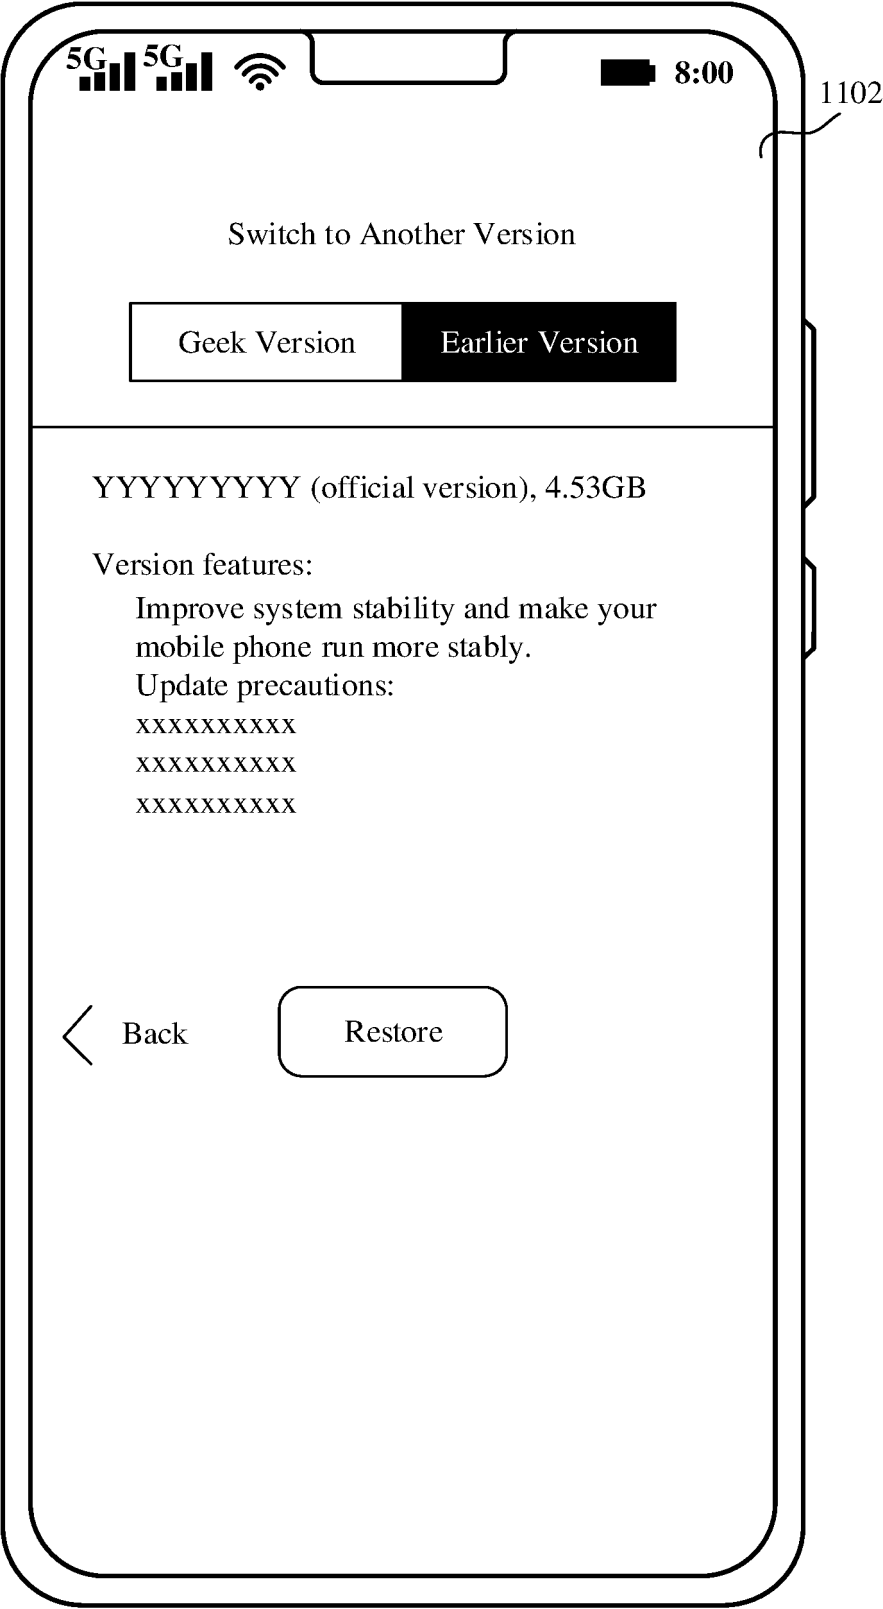 5G 5G 8:00
1102
Switch to Another Version
Geek Version Earlier Version
YYYYYYYYY (official version), 4.53GB
Version features:
Improve system stability and make your
mobile phone run more stably.
Update precautions:
xxxxxxxxxx
xxxxxxxxxx
xxxxxxxxxx
Back Restore